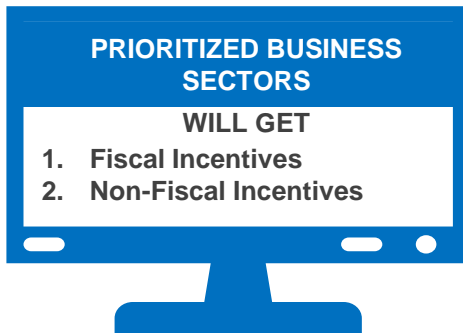 PRIORITIZED BUSINESS
SECTORS
WILL GET
1. Fiscal Incentives
2. Non-Fiscal Incentives